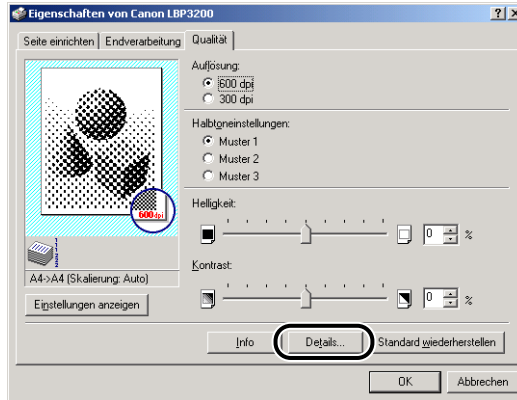 Eigenschaften von Canon LBP3200
Seite einrichten Endverarbeitung Qualität
Auflösung:
600 dpi
300 dpi
Halbtoneinstellungen:
Muster 1
Muster 2
Muster 3
600dpi
Helligkeit:
0 %
A4->A4 (Skalierung: Auto)
Kontrast:
0 %
Einstellungen anzeigen
Info Details... Standard wiederherstellen
OK Abbrechen